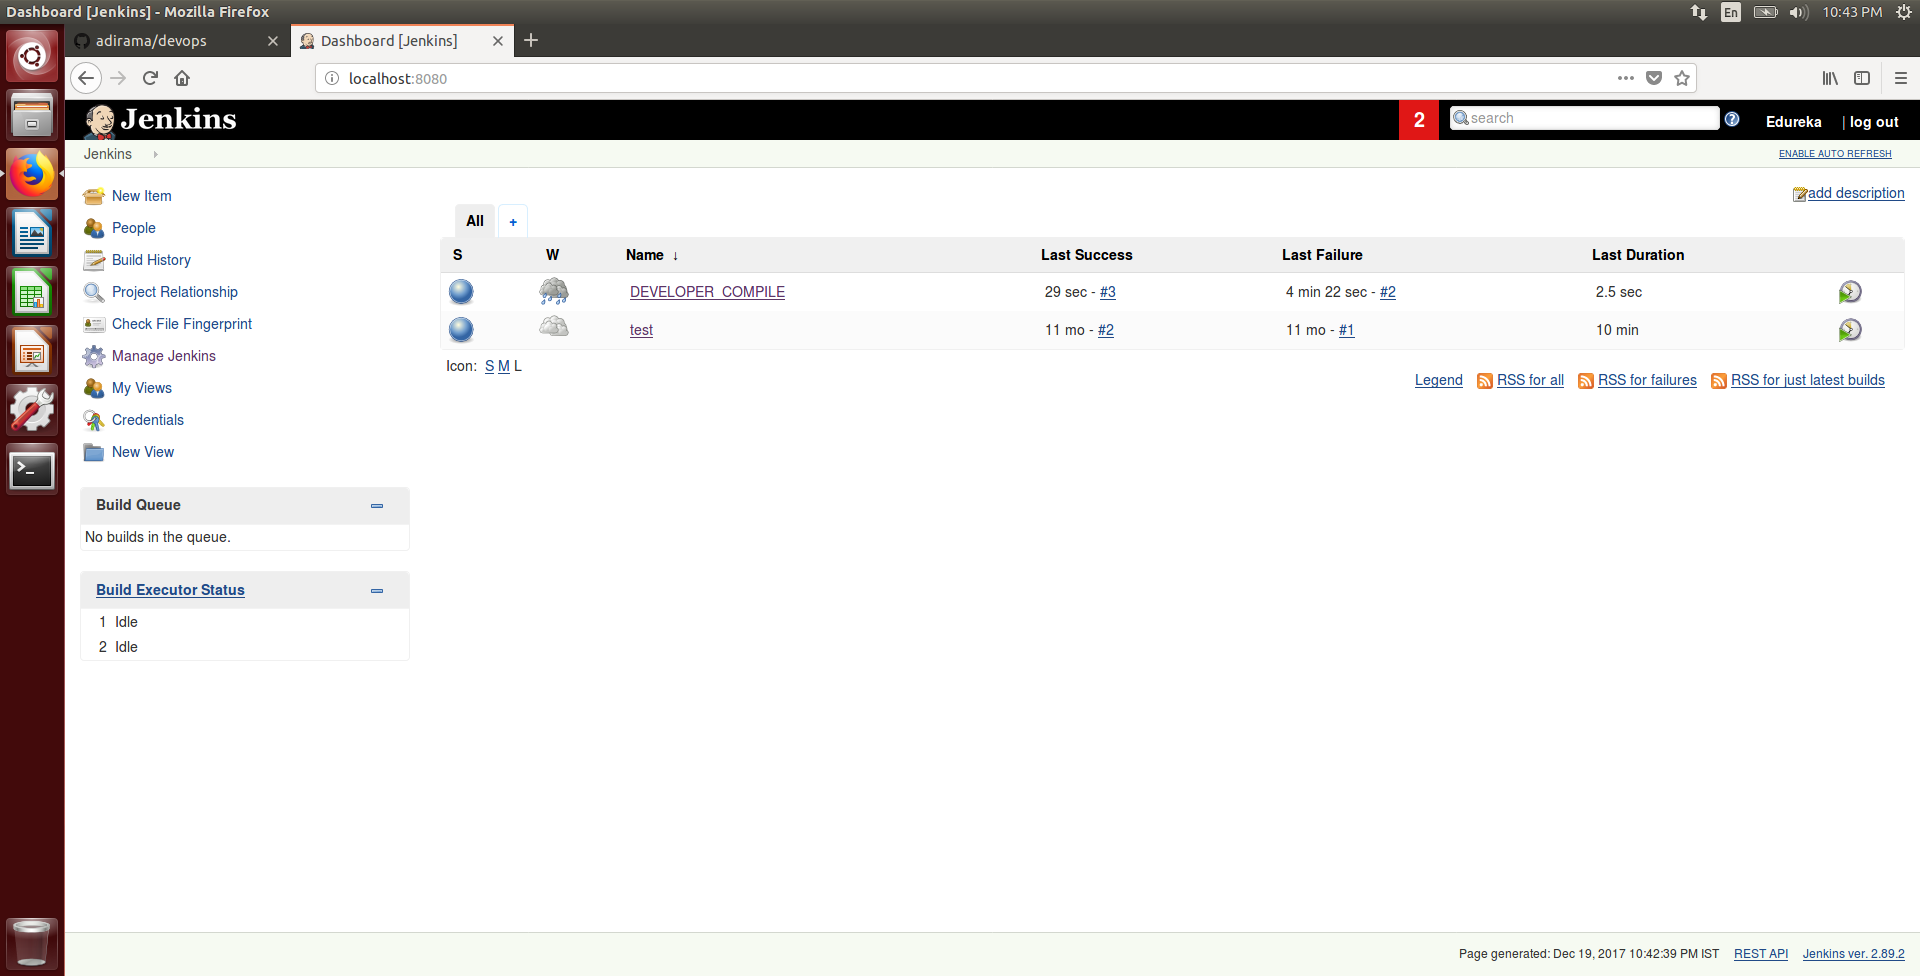 Dashboard [Jenkins] - Mozilla Firefox
En
10:43 PM
adirama/devops
Dashboard [Jenkins]
localhost:8080
Jenkins
2
search
Edureka
| log out
Jenkins
ENABLE AUTO REFRESH
New Item
People
Build History
Project Relationship
Check File Fingerprint
Manage Jenkins
My Views
Credentials
New View
Build Queue
No builds in the queue.
Build Executor Status
1 Idle
2 Idle
add description
All +
S W Name ↓ Last Success Last Failure Last Duration
DEVELOPER_COMPILE 29 sec - #3 4 min 22 sec - #2 2.5 sec
test 11 mo - #2 11 mo - #1 10 min
Icon: S M L
Legend RSS for all RSS for failures RSS for just latest builds
Page generated: Dec 19, 2017 10:42:39 PM IST REST API Jenkins ver. 2.89.2